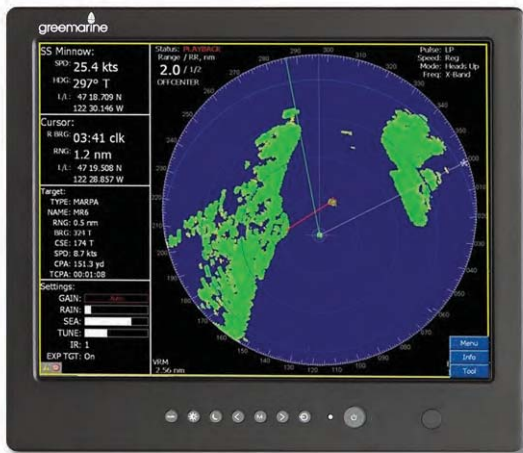 greemarine
SS Minnow:
SPD: 25.4 kts
HDG: 297° T
L/L: 47 18.709 N
122 30.146 W
Cursor:
R BRG: 03:41 clk
RNG: 1.2 nm
L/L: 47 19.508 N
122 28.857 W
Target:
TYPE: MARPA
NAME: MR6
RNG: 0.5 nm
BRG: 324 T
CSE: 174 T
SPD: 8.7 kts
CPA: 151.3 yd
TCPA: 00:01:08
Settings:
GAIN: Auto
RAIN:
SEA:
TUNE:
IR: 1
EXP TGT: On
Status: PLAYBACK
Range / RR, nm
2.0 / 1/2
OFFCENTER
Pulse: LP
Speed: Reg
Mode: Heads Up
Freq: X-Band
VRM
2.56 nm
Menu
Info
Tool